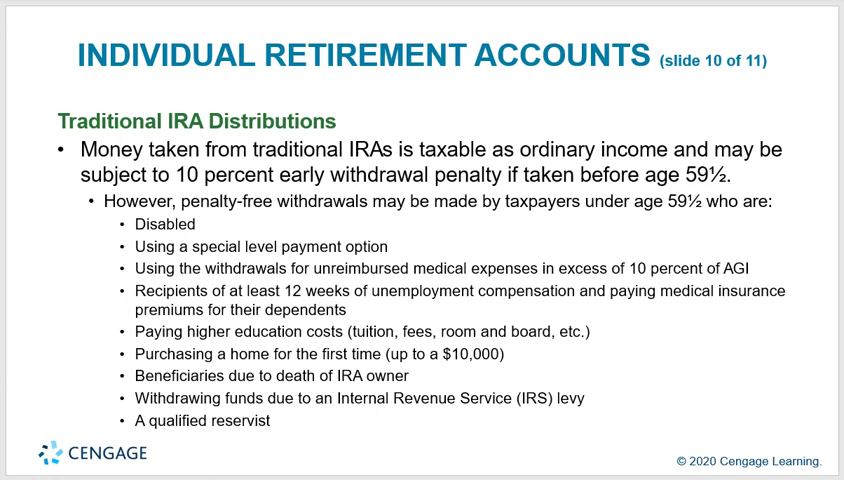 INDIVIDUAL RETIREMENT ACCOUNTS (slide 10 of 11)
Traditional IRA Distributions
• Money taken from traditional IRAs is taxable as ordinary income and may be
subject to 10 percent early withdrawal penalty if taken before age 59½.
• However, penalty-free withdrawals may be made by taxpayers under age 59½ who are:
• Disabled
• Using a special level payment option
• Using the withdrawals for unreimbursed medical expenses in excess of 10 percent of AGI
• Recipients of at least 12 weeks of unemployment compensation and paying medical insurance
premiums for their dependents
• Paying higher education costs (tuition, fees, room and board, etc.)
• Purchasing a home for the first time (up to a $10,000)
• Beneficiaries due to death of IRA owner
• Withdrawing funds due to an Internal Revenue Service (IRS) levy
• A qualified reservist
CENGAGE
© 2020 Cengage Learning.